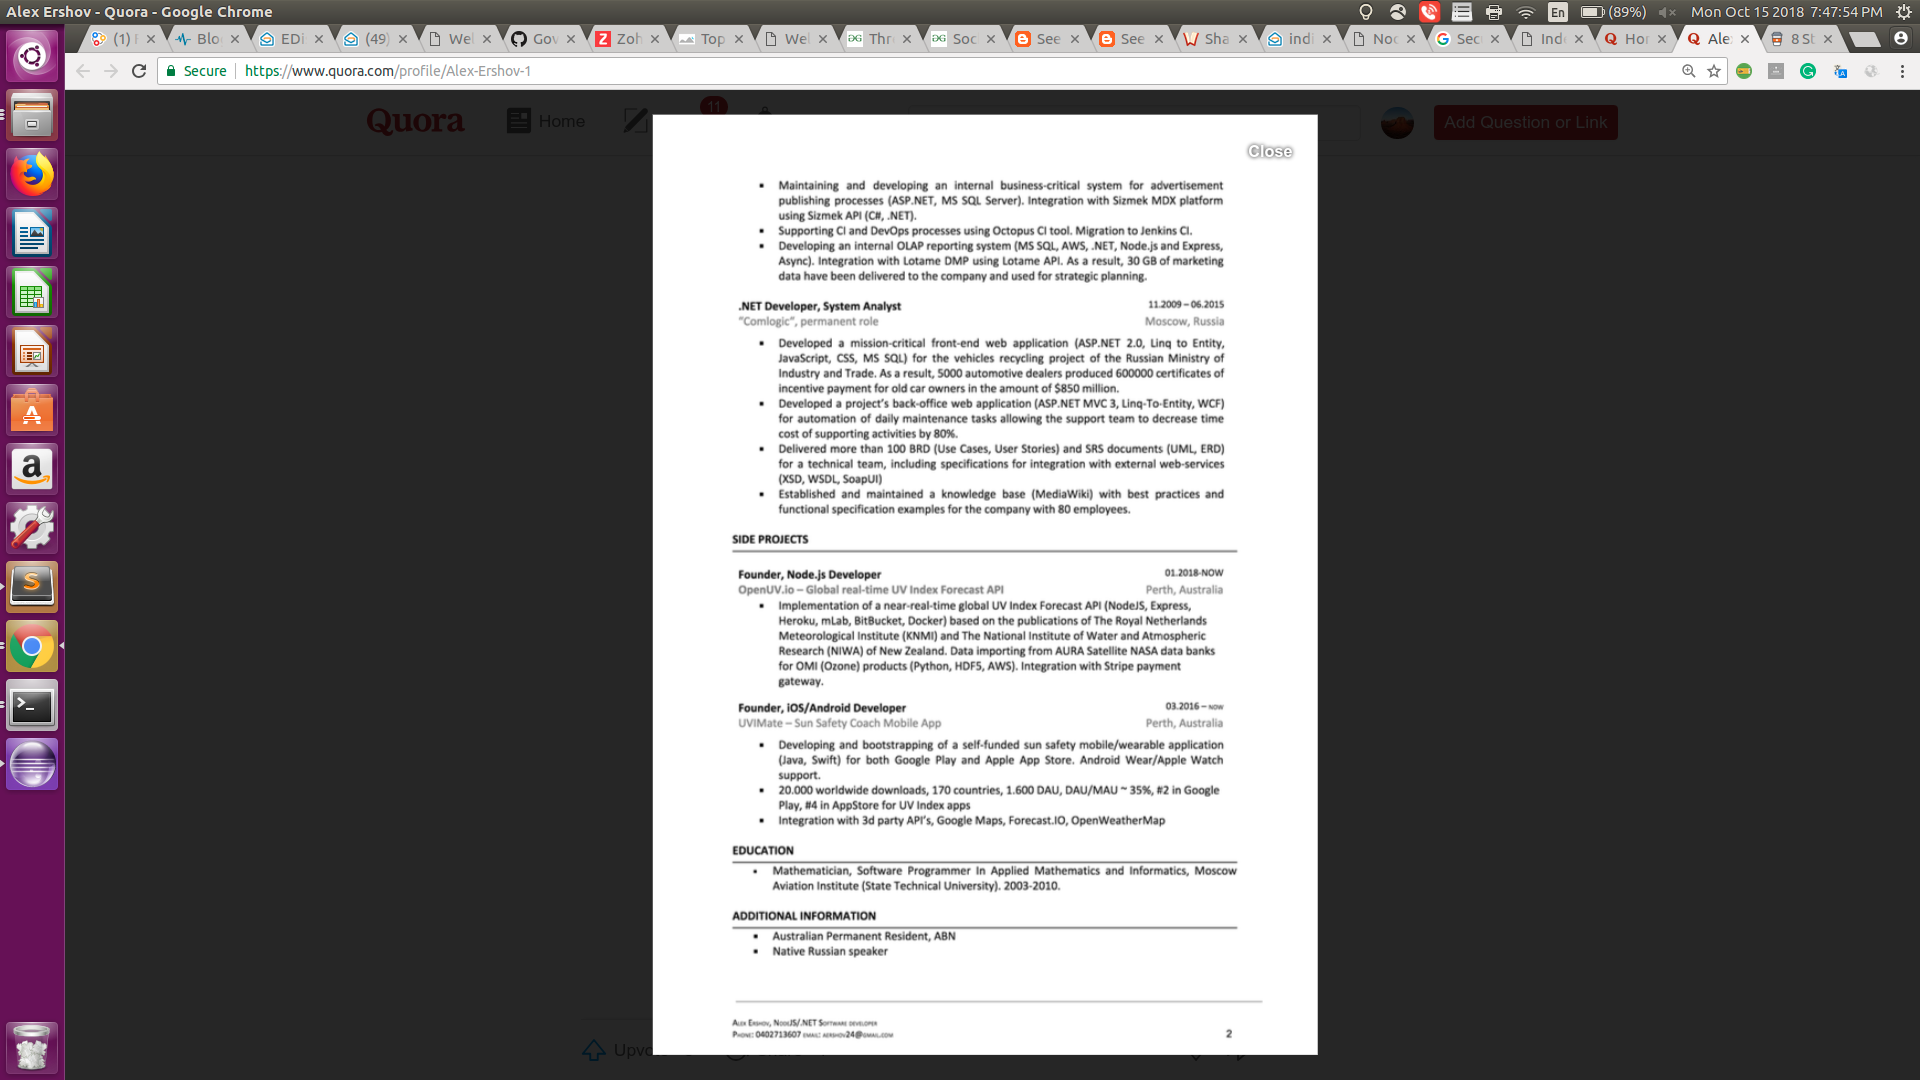 Alex Ershov - Quora - Google Chrome
En (89%) Mon Oct 15 2018 7:47:54 PM
(1) Blo EDi (49) Wel Gov Zoh Top Wel Thr Soc See See Sha indi Noc Sec Inde Hor Ale 8 St
Secure https://www.quora.com/profile/Alex-Ershov-1
Quora Home 11 Add Question or Link
Close
▪ Maintaining and developing an internal business-critical system for advertisement
publishing processes (ASP.NET, MS SQL Server). Integration with Sizmek MDX platform
using Sizmek API (C#, .NET).
▪ Supporting CI and DevOps processes using Octopus CI tool. Migration to Jenkins CI.
▪ Developing an internal OLAP reporting system (MS SQL, AWS, .NET, Node.js and Express,
Async). Integration with Lotame DMP using Lotame API. As a result, 30 GB of marketing
data have been delivered to the company and used for strategic planning.
.NET Developer, System Analyst 11.2009 – 06.2015
"Comlogic", permanent role Moscow, Russia
▪ Developed a mission-critical front-end web application (ASP.NET 2.0, Linq to Entity,
JavaScript, CSS, MS SQL) for the vehicles recycling project of the Russian Ministry of
Industry and Trade. As a result, 5000 automotive dealers produced 600000 certificates of
incentive payment for old car owners in the amount of $850 million.
▪ Developed a project's back-office web application (ASP.NET MVC 3, Linq-To-Entity, WCF)
for automation of daily maintenance tasks allowing the support team to decrease time
cost of supporting activities by 80%.
▪ Delivered more than 100 BRD (Use Cases, User Stories) and SRS documents (UML, ERD)
for a technical team, including specifications for integration with external web-services
(XSD, WSDL, SoapUI)
▪ Established and maintained a knowledge base (MediaWiki) with best practices and
functional specification examples for the company with 80 employees.
SIDE PROJECTS
Founder, Node.js Developer 01.2018-NOW
OpenUV.io – Global real-time UV Index Forecast API Perth, Australia
▪ Implementation of a near-real-time global UV Index Forecast API (NodeJS, Express,
Heroku, mLab, BitBucket, Docker) based on the publications of The Royal Netherlands
Meteorological Institute (KNMI) and The National Institute of Water and Atmospheric
Research (NIWA) of New Zealand. Data importing from AURA Satellite NASA data banks
for OMI (Ozone) products (Python, HDF5, AWS). Integration with Stripe payment
gateway.
Founder, iOS/Android Developer 03.2016 – NOW
UVIMate – Sun Safety Coach Mobile App Perth, Australia
▪ Developing and bootstrapping of a self-funded sun safety mobile/wearable application
(Java, Swift) for both Google Play and Apple App Store. Android Wear/Apple Watch
support.
▪ 20.000 worldwide downloads, 170 countries, 1.600 DAU, DAU/MAU ~ 35%, #2 in Google
Play, #4 in AppStore for UV Index apps
▪ Integration with 3d party API's, Google Maps, Forecast.IO, OpenWeatherMap
EDUCATION
▪ Mathematician, Software Programmer In Applied Mathematics and Informatics, Moscow
Aviation Institute (State Technical University). 2003-2010.
ADDITIONAL INFORMATION
▪ Australian Permanent Resident, ABN
▪ Native Russian speaker
Alex Ershov, NodeJS/.NET Software developer
Phone: 0402713607 email: aershov24@gmail.com 2